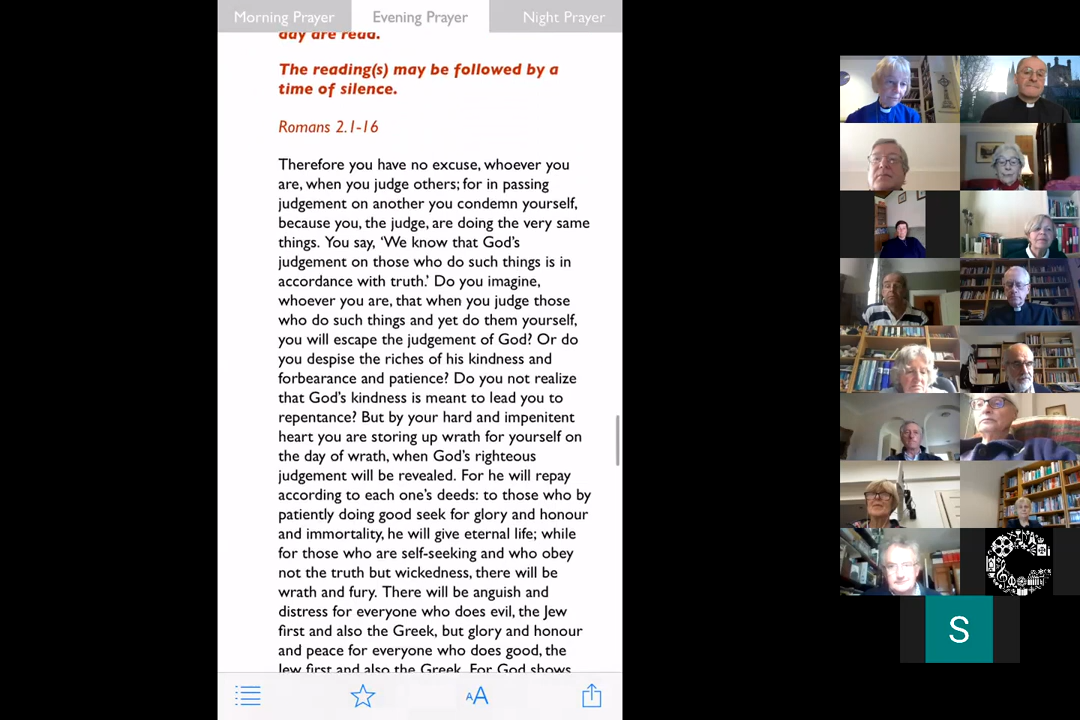 Morning Prayer
Evening Prayer
Night Prayer
day are read.
The reading(s) may be followed by a
time of silence.
Romans 2.1-16
Therefore you have no excuse, whoever you
are, when you judge others; for in passing
judgement on another you condemn yourself,
because you, the judge, are doing the very same
things. You say, ‘We know that God’s
judgement on those who do such things is in
accordance with truth.’ Do you imagine,
whoever you are, that when you judge those
who do such things and yet do them yourself,
you will escape the judgement of God? Or do
you despise the riches of his kindness and
forbearance and patience? Do you not realize
that God’s kindness is meant to lead you to
repentance? But by your hard and impenitent
heart you are storing up wrath for yourself on
the day of wrath, when God’s righteous
judgement will be revealed. For he will repay
according to each one’s deeds: to those who by
patiently doing good seek for glory and honour
and immortality, he will give eternal life; while
for those who are self-seeking and who obey
not the truth but wickedness, there will be
wrath and fury. There will be anguish and
distress for everyone who does evil, the Jew
first and also the Greek, but glory and honour
and peace for everyone who does good, the
Jew first and also the Greek. For God shows
AA
S